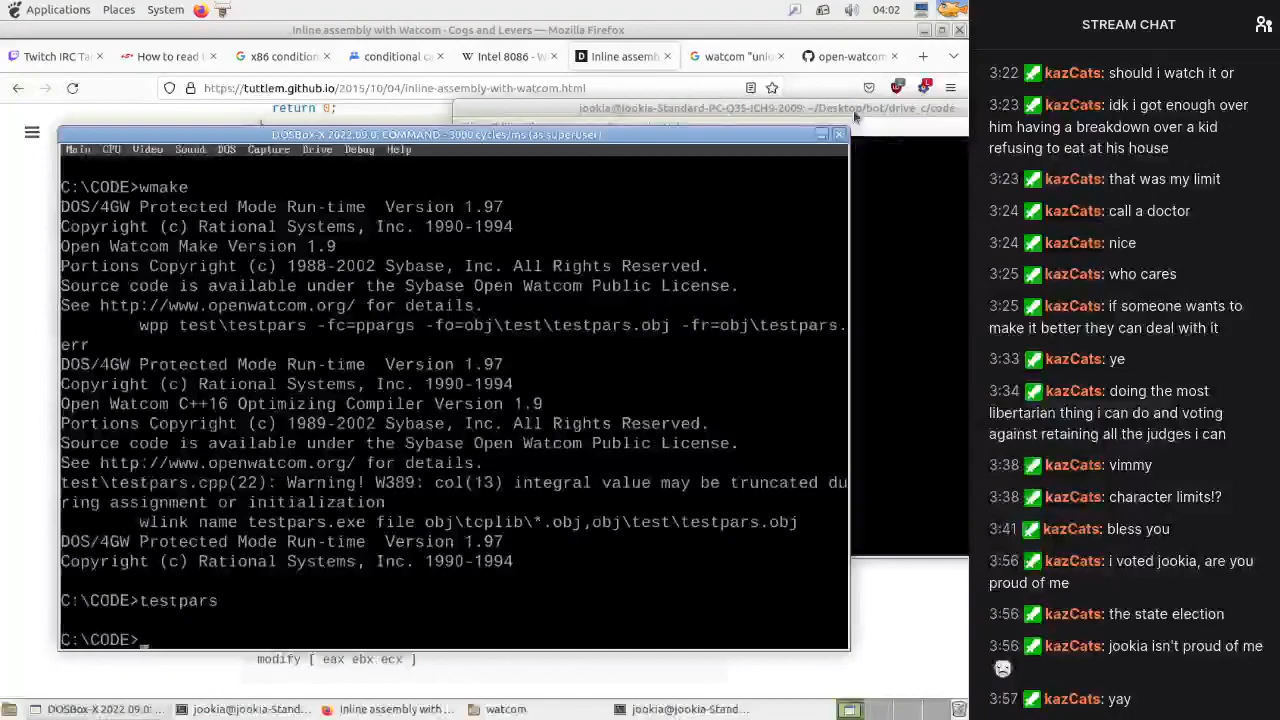 Applications Places System 04:02
Inline assembly with Watcom · Cogs and Levers — Mozilla Firefox
Twitch IRC Ta
How to read I
x86 condition
conditional ca
Intel 8086 - W
Inline assemb
watcom "unio
open-watcom
https://tuttlem.github.io/2015/10/04/inline-assembly-with-watcom.html
return 0;
jookia@jookia-Standard-PC-Q35-ICH9-2009: ~/Desktop/bot/drive_c/code
DOSBox-X 2022.09.0: COMMAND - 3000 cycles/ms (as superuser)
Main CPU Video Sound DOS Capture Drive Debug Help
C:\CODE>wmake
DOS/4GW Protected Mode Run-time  Version 1.97
Copyright (c) Rational Systems, Inc. 1990-1994
Open Watcom Make Version 1.9
Portions Copyright (c) 1988-2002 Sybase, Inc. All Rights Reserved.
Source code is available under the Sybase Open Watcom Public License.
See http://www.openwatcom.org/ for details.
wpp test\testpars -fc=ppargs -fo=obj\test\testpars.obj -fr=obj\testpars.
err
DOS/4GW Protected Mode Run-time  Version 1.97
Copyright (c) Rational Systems, Inc. 1990-1994
Open Watcom C++16 Optimizing Compiler Version 1.9
Portions Copyright (c) 1989-2002 Sybase, Inc. All Rights Reserved.
Source code is available under the Sybase Open Watcom Public License.
See http://www.openwatcom.org/ for details.
test\testpars.cpp(22): Warning! W389: col(13) integral value may be truncated du
ring assignment or initialization
wlink name testpars.exe file obj\tcplib\*.obj,obj\test\testpars.obj
DOS/4GW Protected Mode Run-time  Version 1.97
Copyright (c) Rational Systems, Inc. 1990-1994
C:\CODE>testpars
C:\CODE>_
modify [ eax ebx ecx ]
DOSBox-X 2022.09.0: ...
jookia@jookia-Stand...
Inline assembly with ...
watcom
jookia@jookia-Stand...
STREAM CHAT
3:22 kazCats: should i watch it or
3:23 kazCats: idk i got enough over
him having a breakdown over a kid
refusing to eat at his house
3:23 kazCats: that was my limit
3:24 kazCats: call a doctor
3:24 kazCats: nice
3:25 kazCats: who cares
3:25 kazCats: if someone wants to
make it better they can deal with it
3:33 kazCats: ye
3:34 kazCats: doing the most
libertarian thing i can do and voting
against retaining all the judges i can
3:38 kazCats: vimmy
3:38 kazCats: character limits!?
3:41 kazCats: bless you
3:56 kazCats: i voted jookia, are you
proud of me
3:56 kazCats: the state election
3:56 kazCats: jookia isn't proud of me
3:57 kazCats: yay